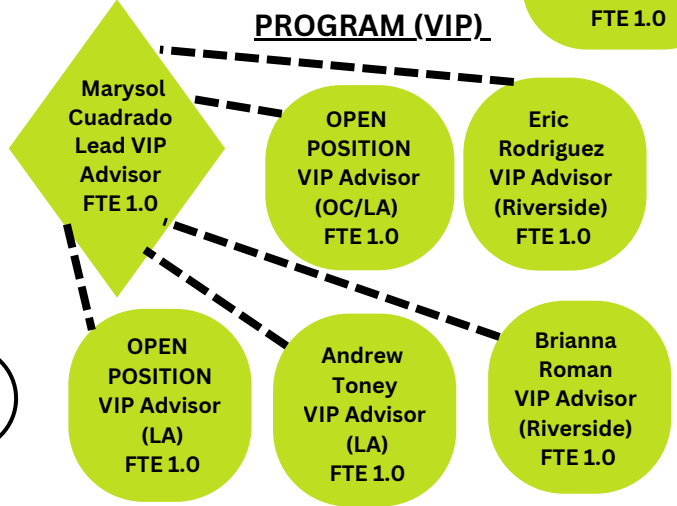 PROGRAM (VIP)
FTE 1.0
Marysol
Cuadrado
Lead VIP
Advisor
FTE 1.0
OPEN
POSITION
VIP Advisor
(OC/LA)
FTE 1.0
Eric
Rodriguez
VIP Advisor
(Riverside)
FTE 1.0
OPEN
POSITION
VIP Advisor
(LA)
FTE 1.0
Andrew
Toney
VIP Advisor
(LA)
FTE 1.0
Brianna
Roman
VIP Advisor
(Riverside)
FTE 1.0